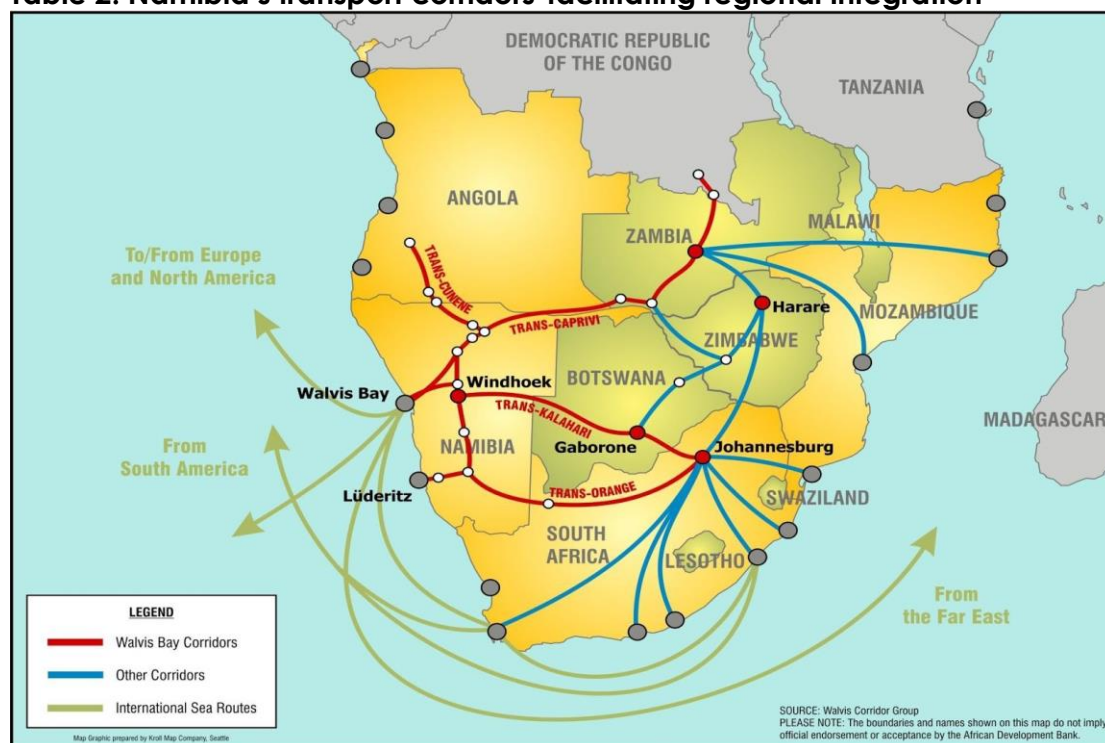 Table 2: Namibia's transport corridors facilitating regional integration
DEMOCRATIC REPUBLIC
OF THE CONGO
TANZANIA
ANGOLA
MALAWI
ZAMBIA
To/From Europe
and North America
TRANS-CUNENE
MOZAMBIQUE
Harare
TRANS-CAPRIVI
ZIMBABWE
BOTSWANA
Windhoek
Walvis Bay
TRANS-KALAHARI
MADAGASCAR
From
South America
NAMIBIA
Gaborone
Johannesburg
Lüderitz
TRANS-ORANGE
SWAZILAND
SOUTH
AFRICA
LESOTHO
From
the Far East
LEGEND
Walvis Bay Corridors
Other Corridors
International Sea Routes
Map Graphic prepared by Kroll Map Company, Seattle
SOURCE: Walvis Corridor Group
PLEASE NOTE: The boundaries and names shown on this map do not imply
official endorsement or acceptance by the African Development Bank.